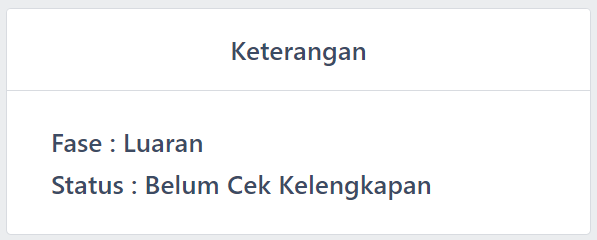 Keterangan
Fase : Luaran
Status : Belum Cek Kelengkapan